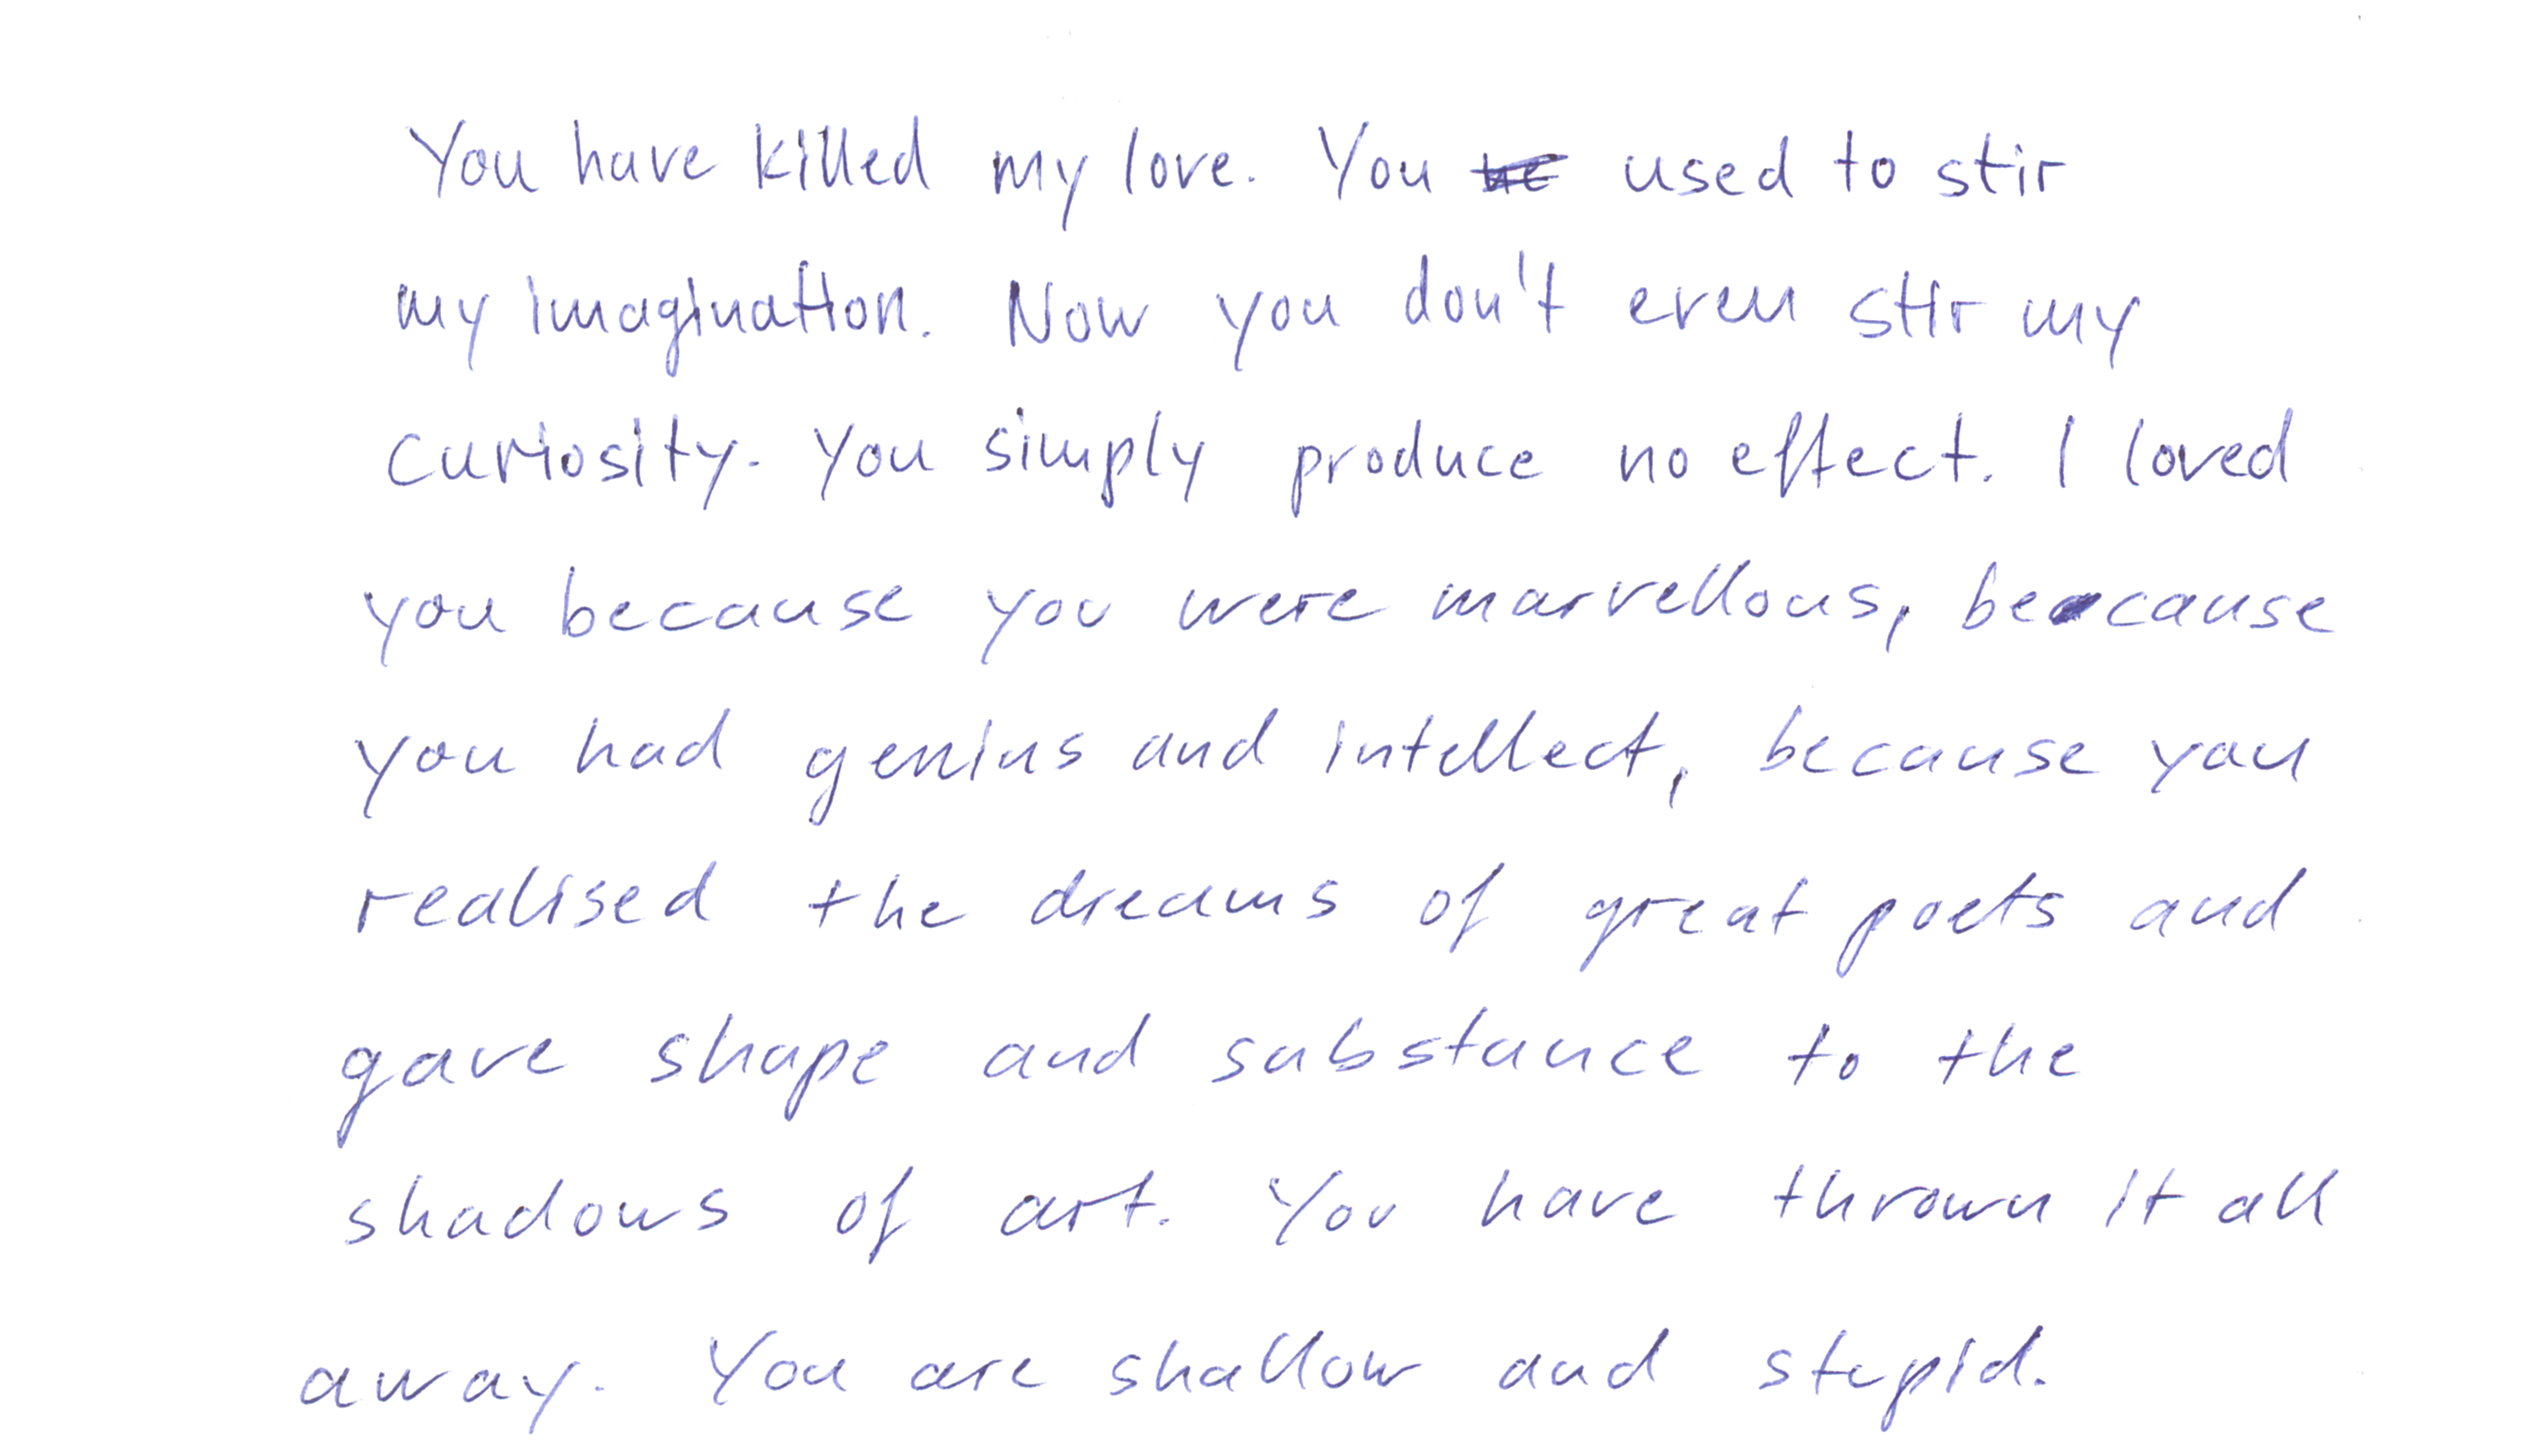 You have killed my love. You used to stir
my imagination. Now you don't even stir my
curiosity. You simply produce no effect. I loved
you because you were marvellous, because
you had genius and intellect, because you
realised the dreams of great poets and
gave shape and substance to the
shadows of art. You have thrown it all
away. You are shallow and stupid.